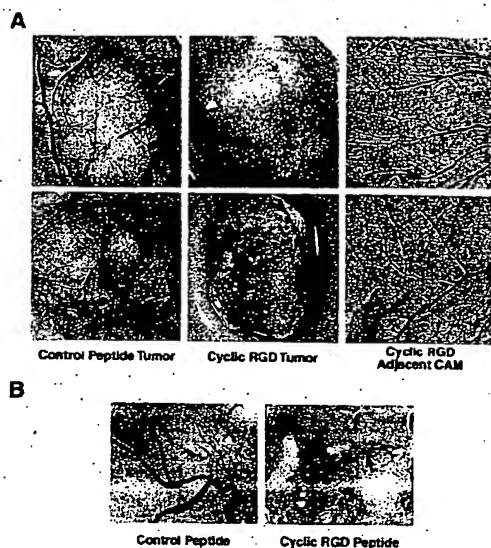 A
Control Peptide Tumor
Cyclic RGD Tumor
Cyclic RGD
Adjacent CAM
B
Control Peptide
Cyclic RGD Peptide